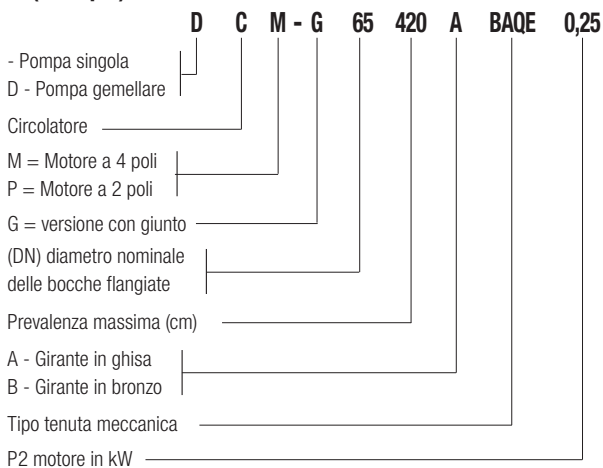 D C M - G 65 420 A BAQE 0,25
- Pompa singola
D - Pompa gemellare
Circolatore
M = Motore a 4 poli
P = Motore a 2 poli
G = versione con giunto
(DN) diametro nominale
delle bocche flangiate
Prevalenza massima (cm)
A - Girante in ghisa
B - Girante in bronzo
Tipo tenuta meccanica
P2 motore in kW